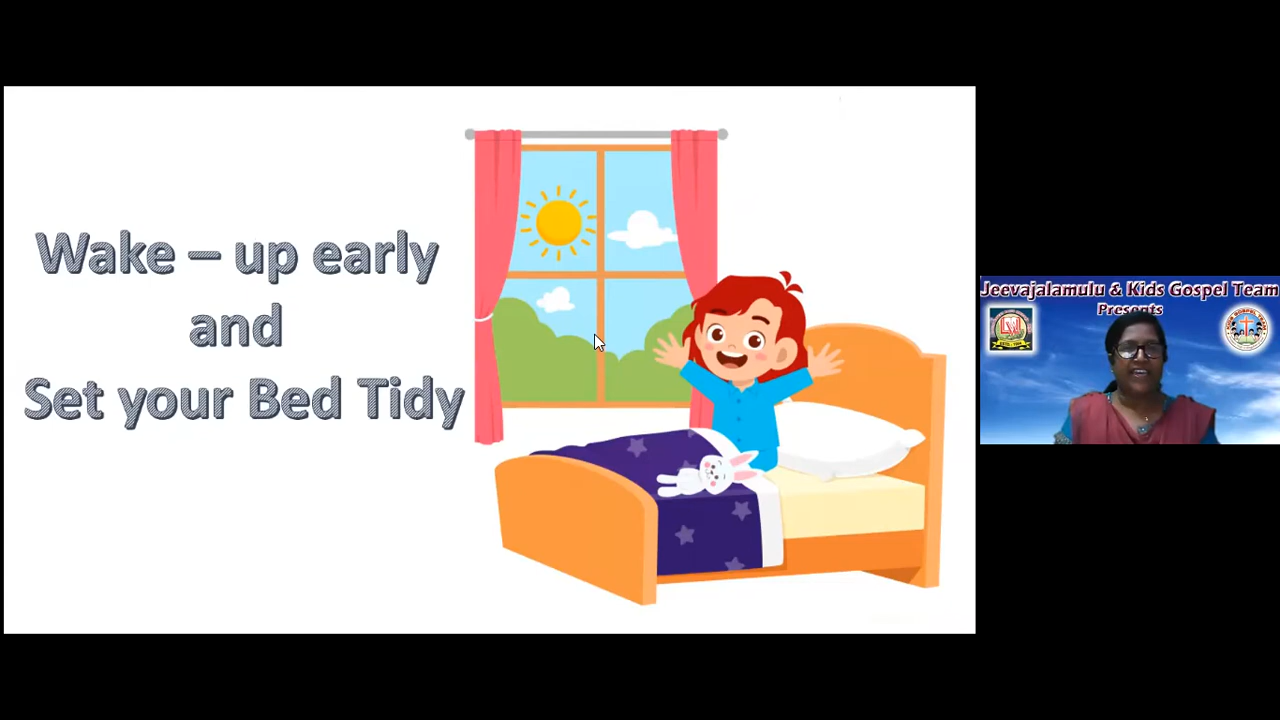 Wake – up early
and
Set your Bed Tidy
Jeevajalamulu & Kids Gospel Team
Presents